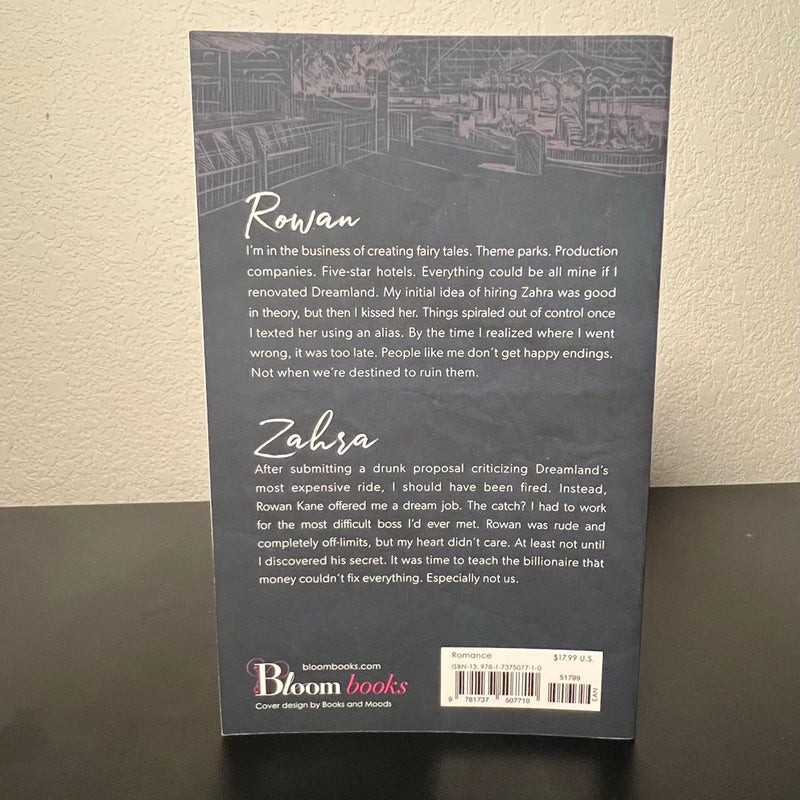 Rowan
I'm in the business of creating fairy tales. Theme parks. Production
companies. Five-star hotels. Everything could be all mine if I
renovated Dreamland. My initial idea of hiring Zahra was good
in theory, but then I kissed her. Things spiraled out of control once
I texted her using an alias. By the time I realized where I went
wrong, it was too late. People like me don't get happy endings.
Not when we're destined to ruin them.
Zahra
After submitting a drunk proposal criticizing Dreamland's
most expensive ride, I should have been fired. Instead,
Rowan Kane offered me a dream job. The catch? I had to work
for the most difficult boss I'd ever met. Rowan was rude and
completely off-limits, but my heart didn't care. At least not until
I discovered his secret. It was time to teach the billionaire that
money couldn't fix everything. Especially not us.
bloombooks.com
Bloom books
Cover design by Books and Moods
Romance $17.99 U.S.
ISBN-13: 978-1-7375077-1-0
51799
EAN
9 781737 507710